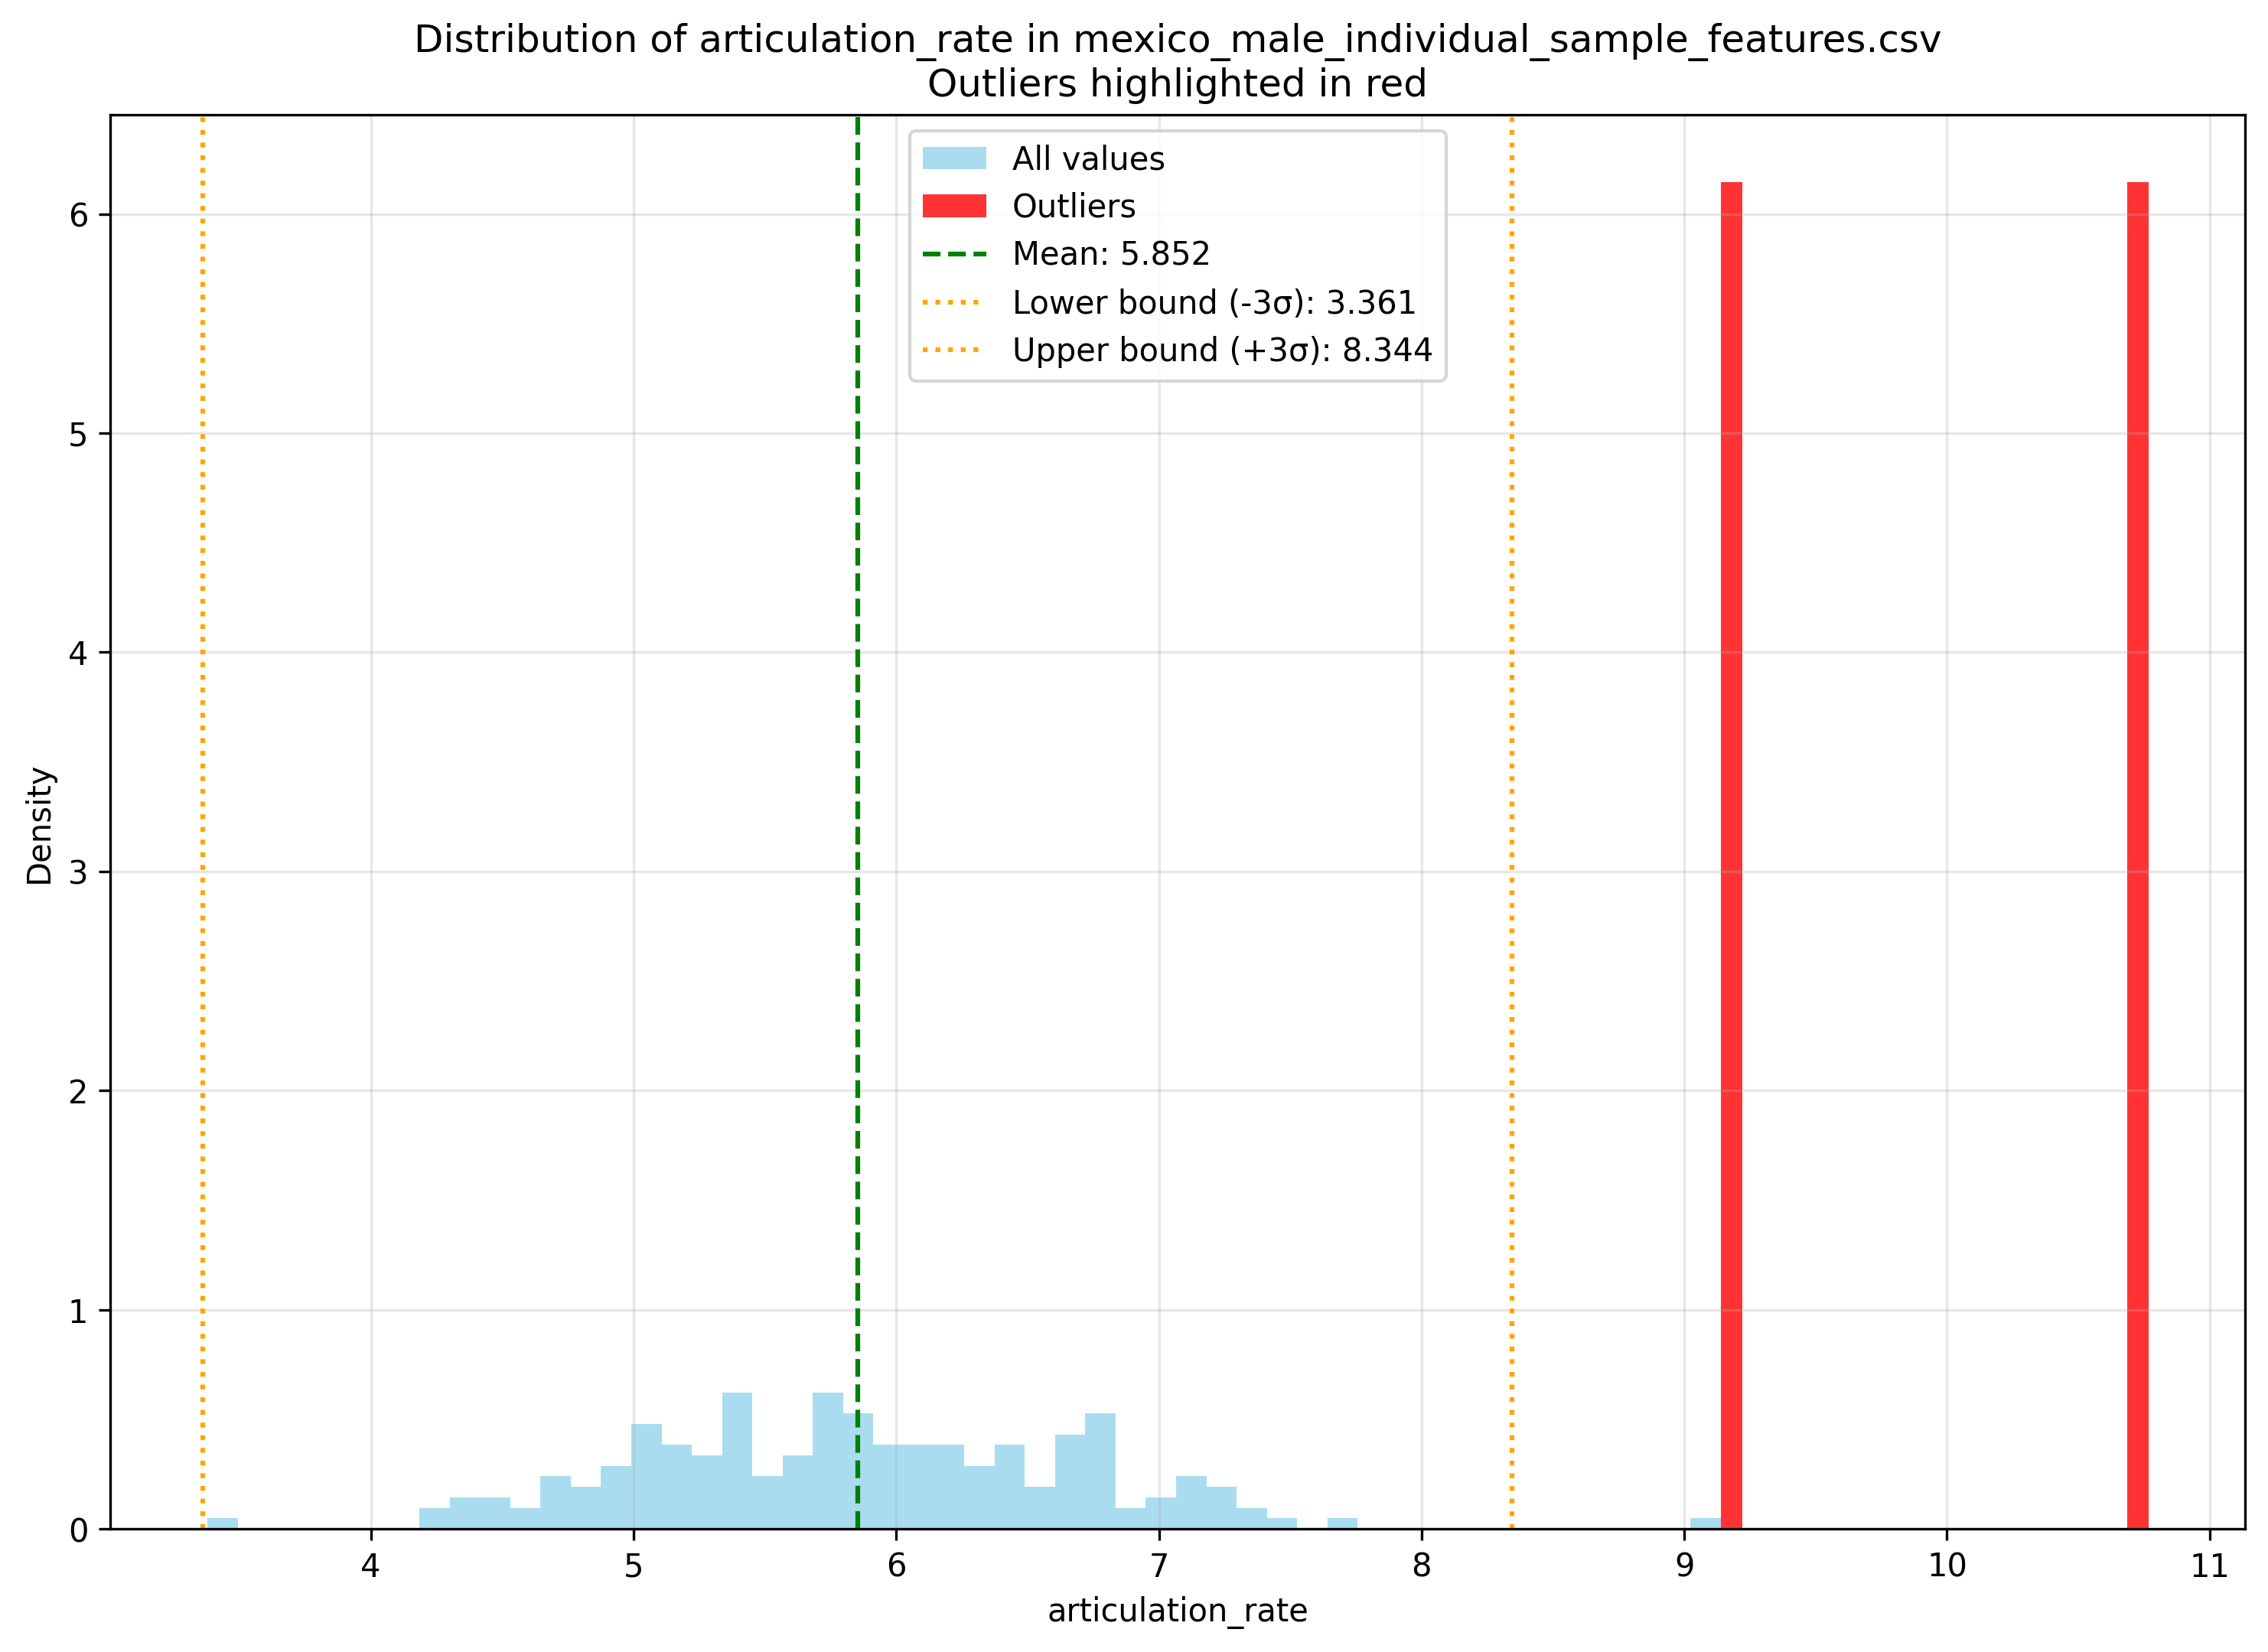 Distribution of articulation_rate in mexico_male_individual_sample_features.csv
Outliers highlighted in red
All values
Outliers
Mean: 5.852
Lower bound (-3σ): 3.361
Upper bound (+3σ): 8.344
Density
6
5
4
3
2
1
0
4 5 6 7 8 9 10 11
articulation_rate